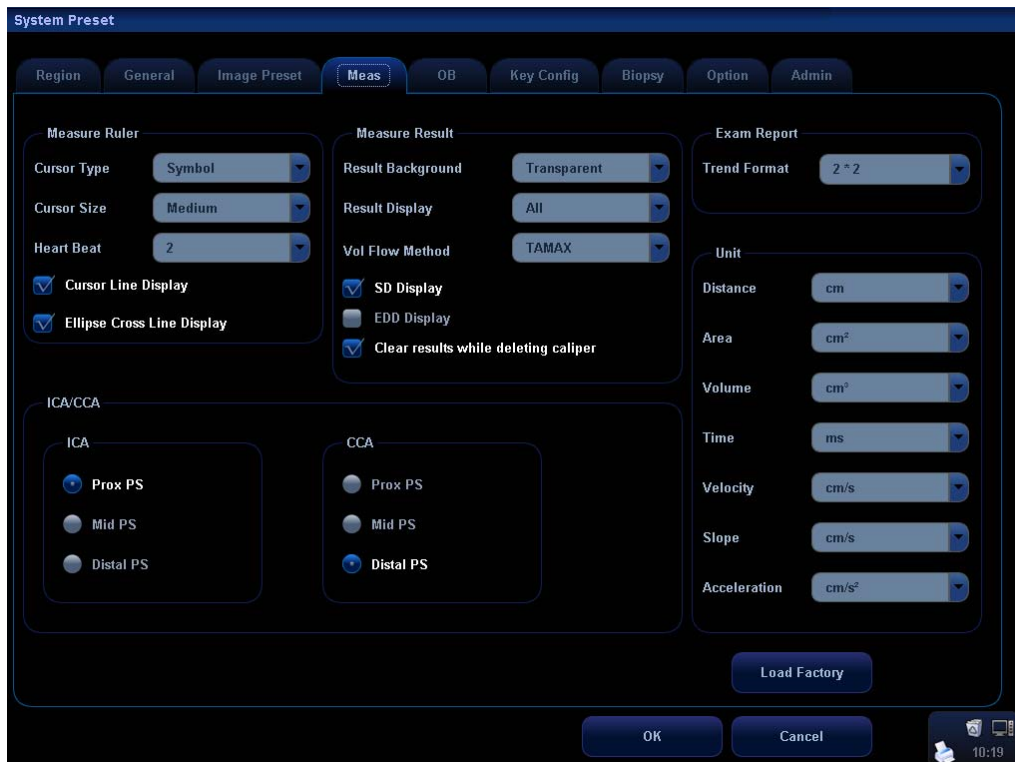 System Preset
Region General Image Preset Meas OB Key Config Biopsy Option Admin
Measure Ruler
Cursor Type Symbol
Cursor Size Medium
Heart Beat 2
Cursor Line Display
Ellipse Cross Line Display
Measure Result
Result Background Transparent
Result Display All
Vol Flow Method TAMAX
SD Display
EDD Display
Clear results while deleting caliper
Exam Report
Trend Format 2 * 2
Unit
Distance cm
Area cm²
Volume cm³
Time ms
Velocity cm/s
Slope cm/s
Acceleration cm/s²
ICA/CCA
ICA
Prox PS
Mid PS
Distal PS
CCA
Prox PS
Mid PS
Distal PS
Load Factory
OK Cancel
10:19